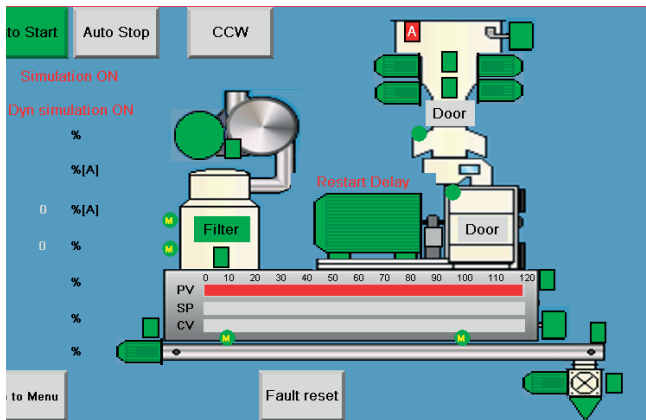 to Start
Auto Stop
CCW
A
Simulation ON
Dyn simulation ON
Door
%
%[A]
Restart Delay
0 %[A]
M
Filter
Door
0 %
M
%
0 10 20 30 40 50 60 70 80 90 100 110 120
PV
SP
%
CV
M M
%
to Menu
Fault reset